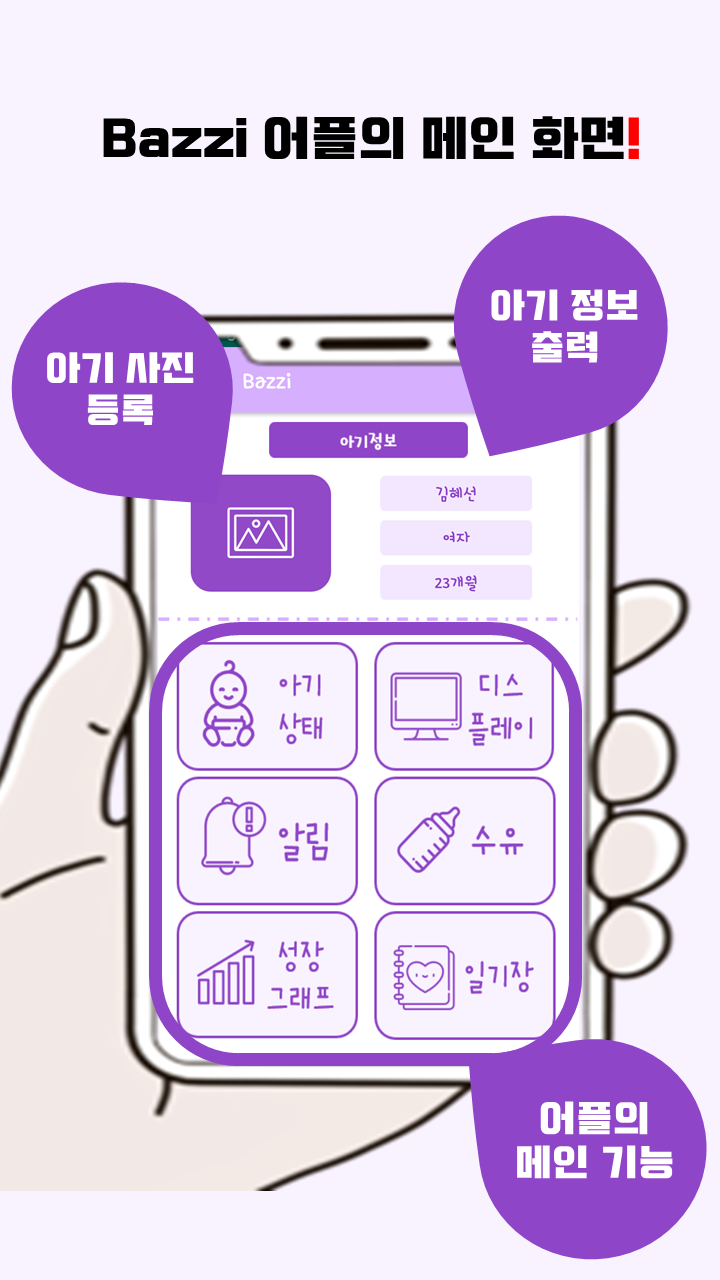 Bazzi 어플의 메인 화면!
아기 정보
출력
아기 사진
등록
Bazzi
아기정보
김혜선
여자
23개월
아기
상태
디스
플레이
알림
수유
성장
그래프
일기장
어플의
메인 기능